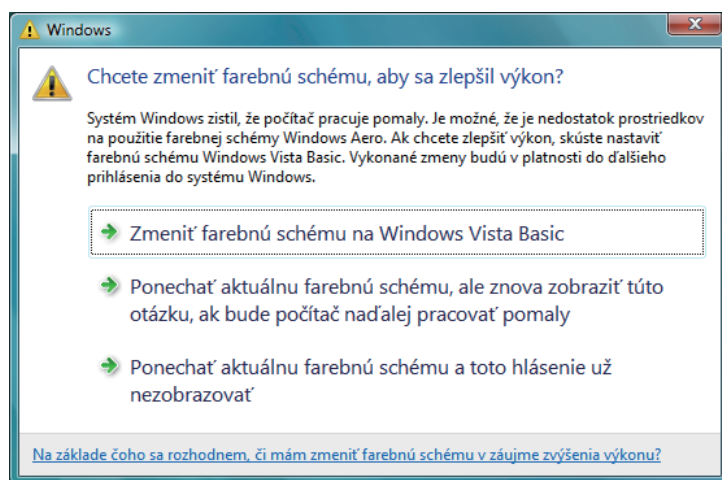 Windows
Chcete zmeniť farebnú schému, aby sa zlepšil výkon?
Systém Windows zistil, že počítač pracuje pomaly. Je možné, že je nedostatok prostriedkov
na použitie farebnej schémy Windows Aero. Ak chcete zlepšiť výkon, skúste nastaviť
farebnú schému Windows Vista Basic. Vykonané zmeny budú v platnosti do ďalšieho
prihlásenia do systému Windows.
Zmeniť farebnú schému na Windows Vista Basic
Ponechať aktuálnu farebnú schému, ale znova zobraziť túto
otázku, ak bude počítač naďalej pracovať pomaly
Ponechať aktuálnu farebnú schému a toto hlásenie už
nezobrazovať
Na základe čoho sa rozhodnem, či mám zmeniť farebnú schému v záujme zvýšenia výkonu?